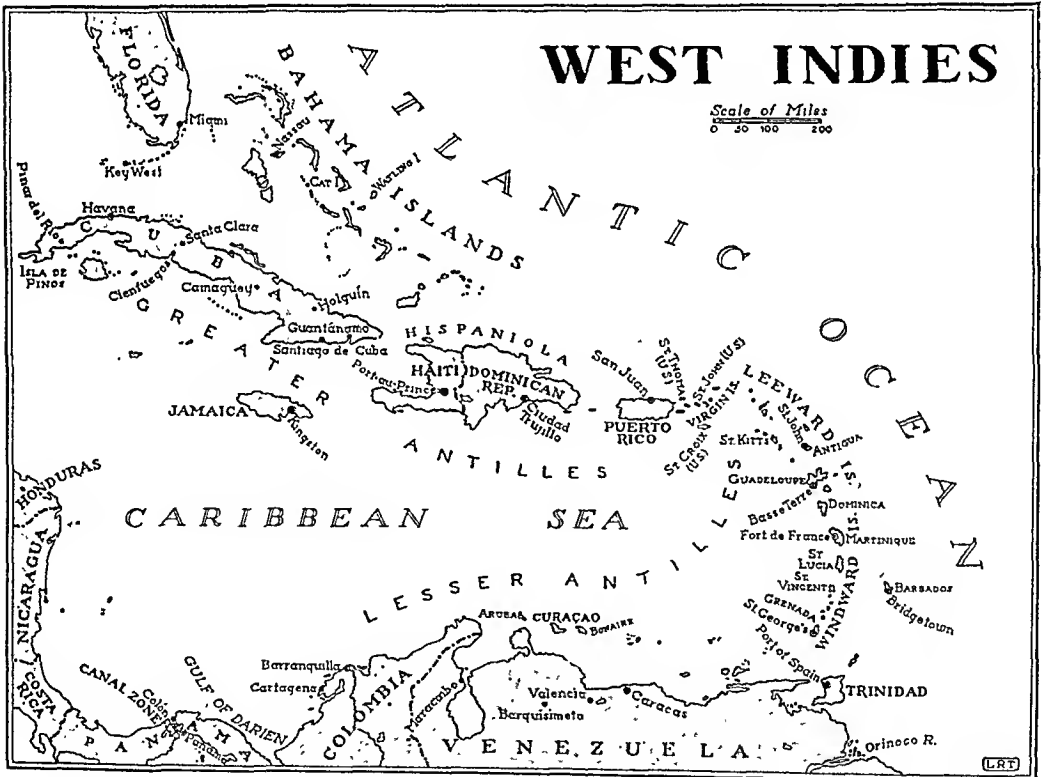 WEST INDIES
Scale of Miles
0 50 100 200
ATLANTIC OCEAN
FLORIDA
Miami
Key West
BAHAMA ISLANDS
Nassau
CAT I
WATLING I
Pinar del Rio
Havana
CUBA
Santa Clara
ISLA DE
PINOS
Cienfuegos
Camagüey
Holguín
Guantánamo
Santiago de Cuba
GREATER
ANTILLES
HISPANIOLA
HAITI
DOMINICAN
REP.
Port-au-Prince
Ciudad
Trujillo
JAMAICA
Kingston
San Juan
PUERTO
RICO
ST THOMAS
(US)
ST JOHN (US)
VIRGIN IS.
ST CROIX
(US)
LEEWARD IS.
ST. KITTS
St. John
ANTIGUA
GUADELOUPE
Basse Terre
DOMINICA
Fort de France
MARTINIQUE
ST
LUCIA
ST.
VINCENT
GRENADA
St. George's
WINDWARD IS.
BARBADOS
Bridgetown
CARIBBEAN SEA
LESSER ANTILLES
ARUBA
CURAÇAO
BONAIRE
Port of Spain
TRINIDAD
HONDURAS
NICARAGUA
COSTA
RICA
CANAL ZONE
Colón
Panama
PANAMA
GULF OF DARIEN
Barranquilla
Cartagena
COLOMBIA
Maracaibo
Valencia
Barquisimeta
Caracas
VENEZUELA
Orinoco R.
LRT